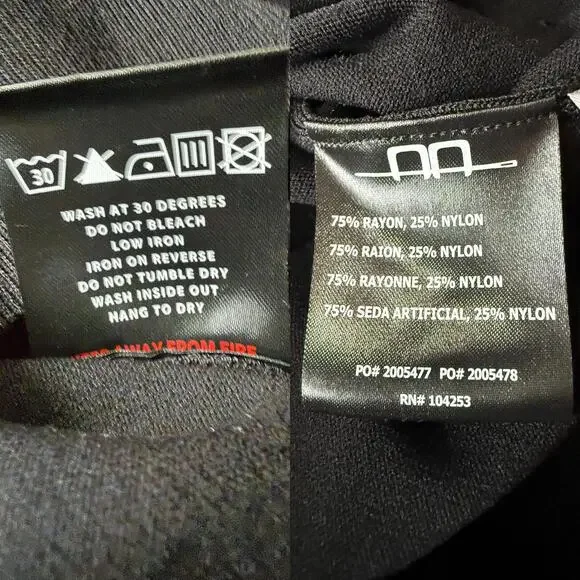 30
WASH AT 30 DEGREES
DO NOT BLEACH
LOW IRON
IRON ON REVERSE
DO NOT TUMBLE DRY
WASH INSIDE OUT
HANG TO DRY
KEEP AWAY FROM FIRE
75% RAYON, 25% NYLON
75% RAION, 25% NYLON
75% RAYONNE, 25% NYLON
75% SEDA ARTIFICIAL, 25% NYLON
PO# 2005477 PO# 2005478
RN# 104253